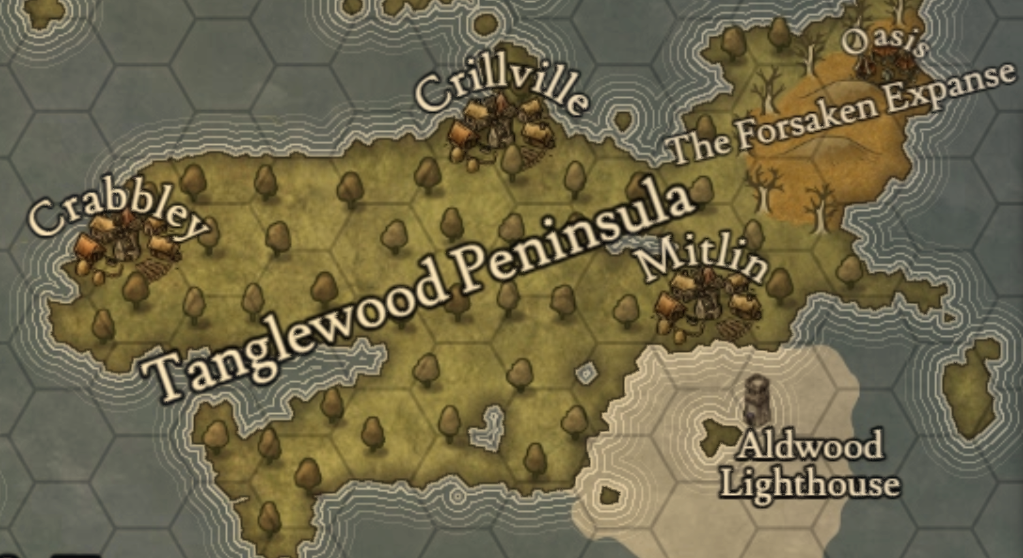 Oasis
Crillville
The Forsaken Expanse
Crabbley
Tanglewood Peninsula
Mitlin
Aldwood
Lighthouse